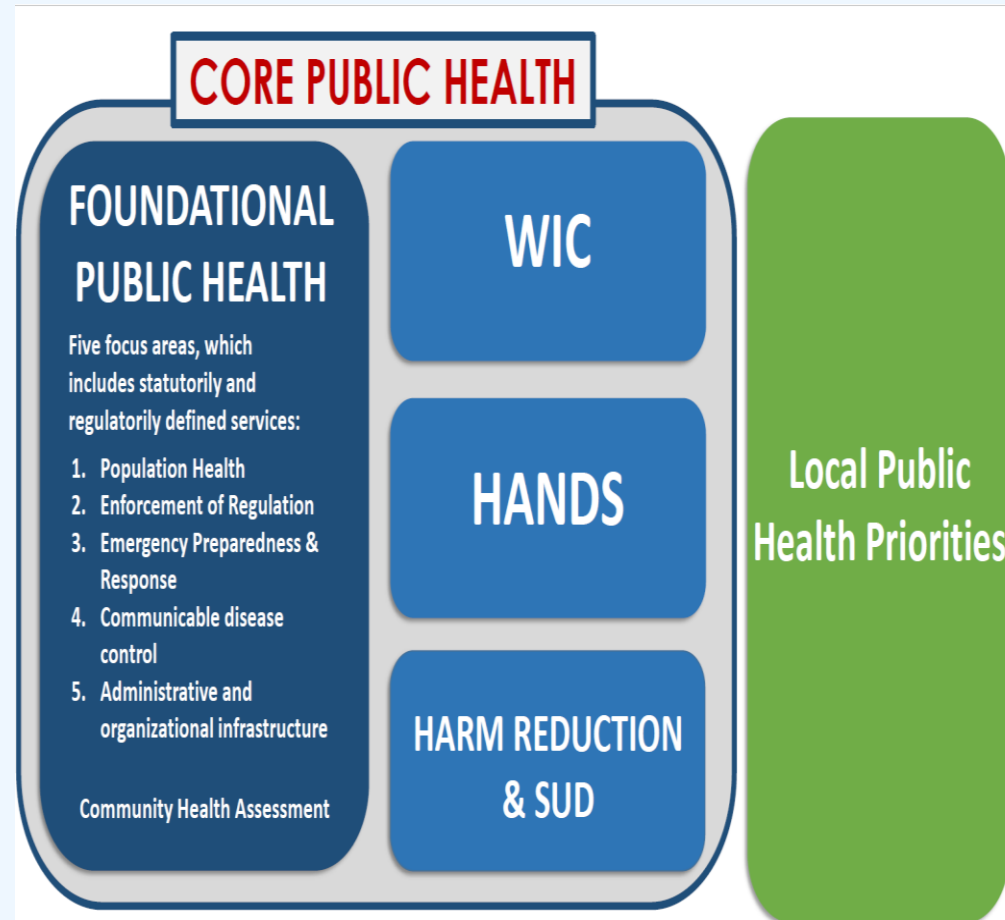 CORE PUBLIC HEALTH
FOUNDATIONAL
PUBLIC HEALTH
Five focus areas, which
includes statutorily and
regulatorily defined services:
1. Population Health
2. Enforcement of Regulation
3. Emergency Preparedness &
Response
4. Communicable disease
control
5. Administrative and
organizational infrastructure
Community Health Assessment
WIC
HANDS
HARM REDUCTION
& SUD
Local Public
Health Priorities